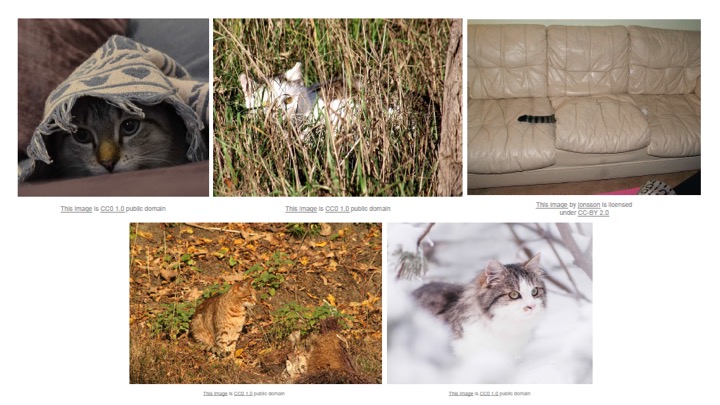 This image is CC0 1.0 public domain
This image is CC0 1.0 public domain
This image by jonsson is licensed
under CC-BY 2.0
This image is CC0 1.0 public domain
This image is CC0 1.0 public domain